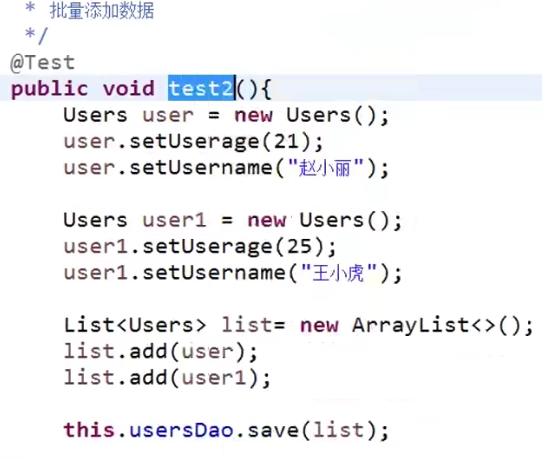 * 批量添加数据
*/
@Test
public void test2(){
Users user = new Users();
user.setUserage(21);
user.setUsername("赵小丽");
Users user1 = new Users();
user1.setUserage(25);
user1.setUsername("王小虎");
List<Users> list= new ArrayList<>();
list.add(user);
list.add(user1);
this.usersDao.save(list);